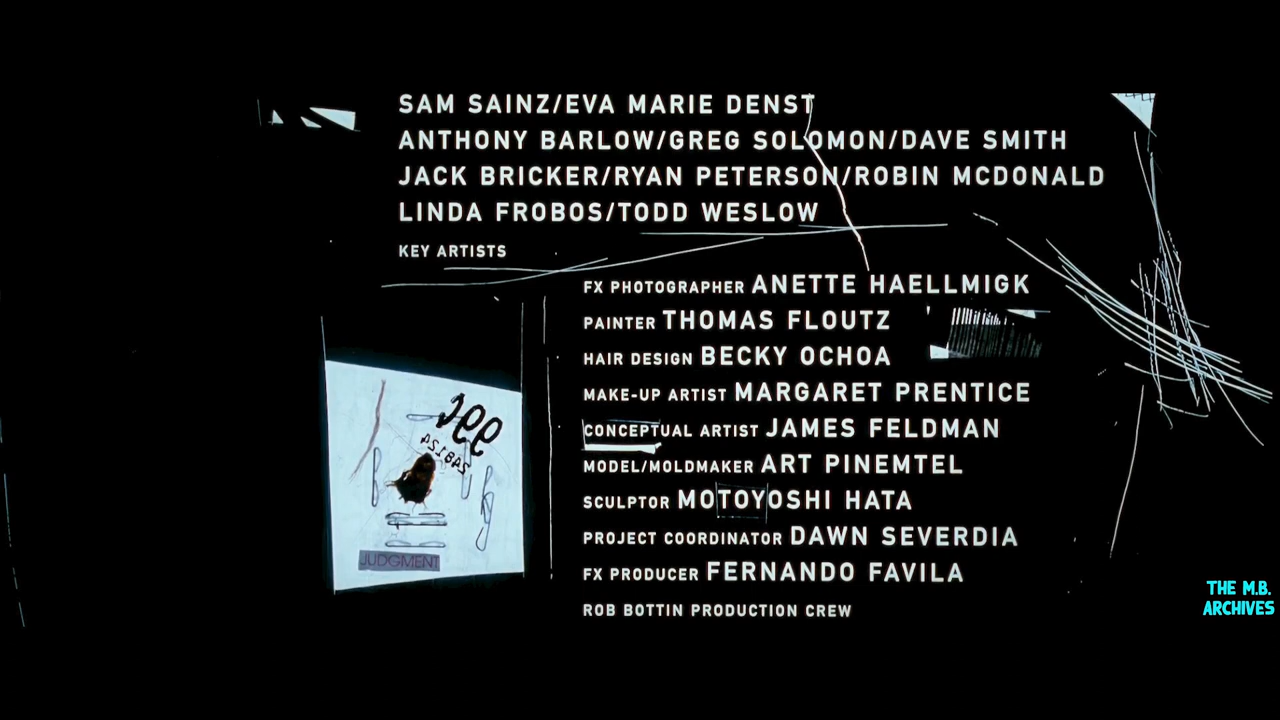 SAM SAINZ/EVA MARIE DENST
ANTHONY BARLOW/GREG SOLOMON/DAVE SMITH
JACK BRICKER/RYAN PETERSON/ROBIN MCDONALD
LINDA FROBOS/TODD WESLOW
KEY ARTISTS
FX PHOTOGRAPHER ANETTE HAELLMIGK
PAINTER THOMAS FLOUTZ
HAIR DESIGN BECKY OCHOA
MAKE-UP ARTIST MARGARET PRENTICE
CONCEPTUAL ARTIST JAMES FELDMAN
MODEL/MOLDMAKER ART PINEMTEL
SCULPTOR MOTOYOSHI HATA
PROJECT COORDINATOR DAWN SEVERDIA
FX PRODUCER FERNANDO FAVILA
ROB BOTTIN PRODUCTION CREW
JUDGMENT
THE M.B.
ARCHIVES